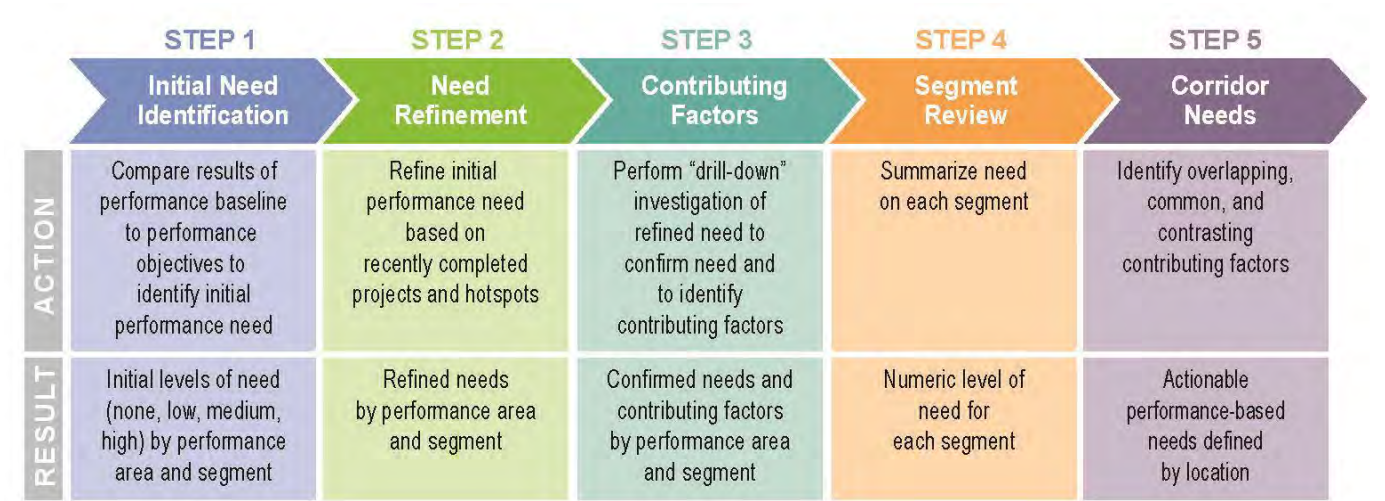 STEP 1
STEP 2
STEP 3
STEP 4
STEP 5
Initial Need
Identification
Need
Refinement
Contributing
Factors
Segment
Review
Corridor
Needs
ACTION
Compare results of
performance baseline
to performance
objectives to
identify initial
performance need
Refine initial
performance need
based on
recently completed
projects and hotspots
Perform “drill-down”
investigation of
refined need to
confirm need and
to identify
contributing factors
Summarize need
on each segment
Identify overlapping,
common, and
contrasting
contributing factors
RESULT
Initial levels of need
(none, low, medium,
high) by performance
area and segment
Refined needs
by performance area
and segment
Confirmed needs and
contributing factors
by performance area
and segment
Numeric level of
need for
each segment
Actionable
performance-based
needs defined
by location